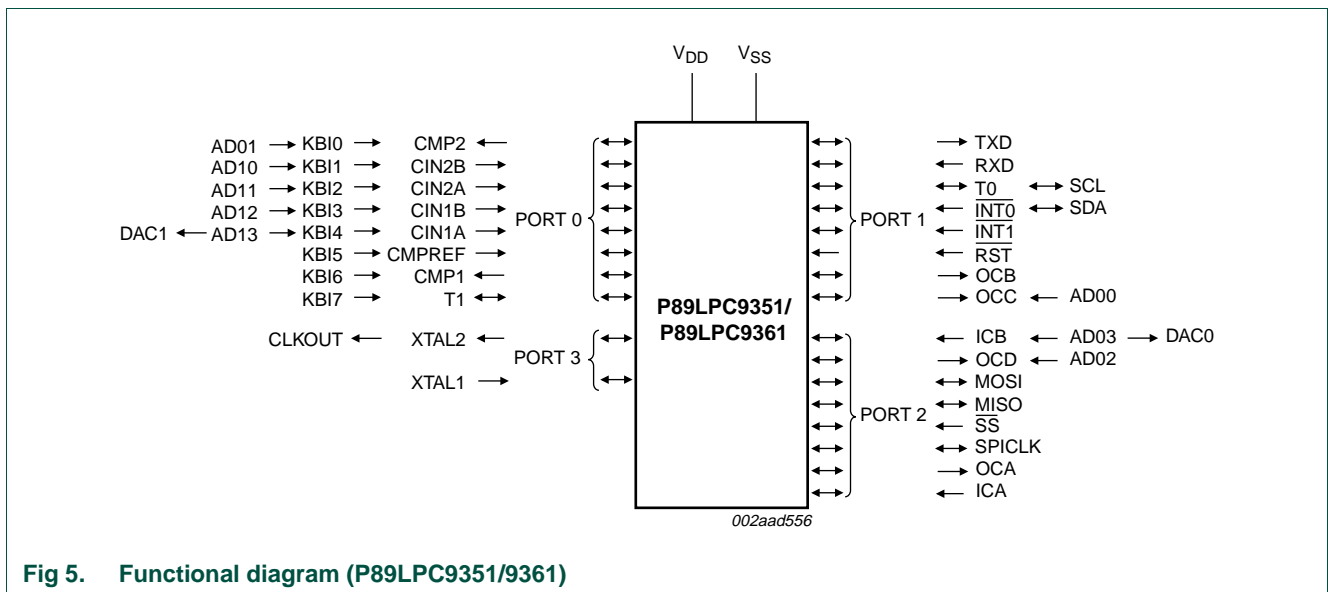 VDD VSS
AD01 KBI0 CMP2 TXD
AD10 KBI1 CIN2B RXD
AD11 KBI2 CIN2A T0 SCL
AD12 KBI3 CIN1B PORT 0 PORT 1 INT0 SDA
DAC1 AD13 KBI4 CIN1A INT1
KBI5 CMPREF RST
KBI6 CMP1 OCB
KBI7 T1 OCC AD00
P89LPC9351/
P89LPC9361
CLKOUT XTAL2 PORT 3 ICB AD03 DAC0
OCD AD02
XTAL1 MOSI
MISO
PORT 2 SS
SPICLK
OCA
ICA
002aad556
Fig 5. Functional diagram (P89LPC9351/9361)